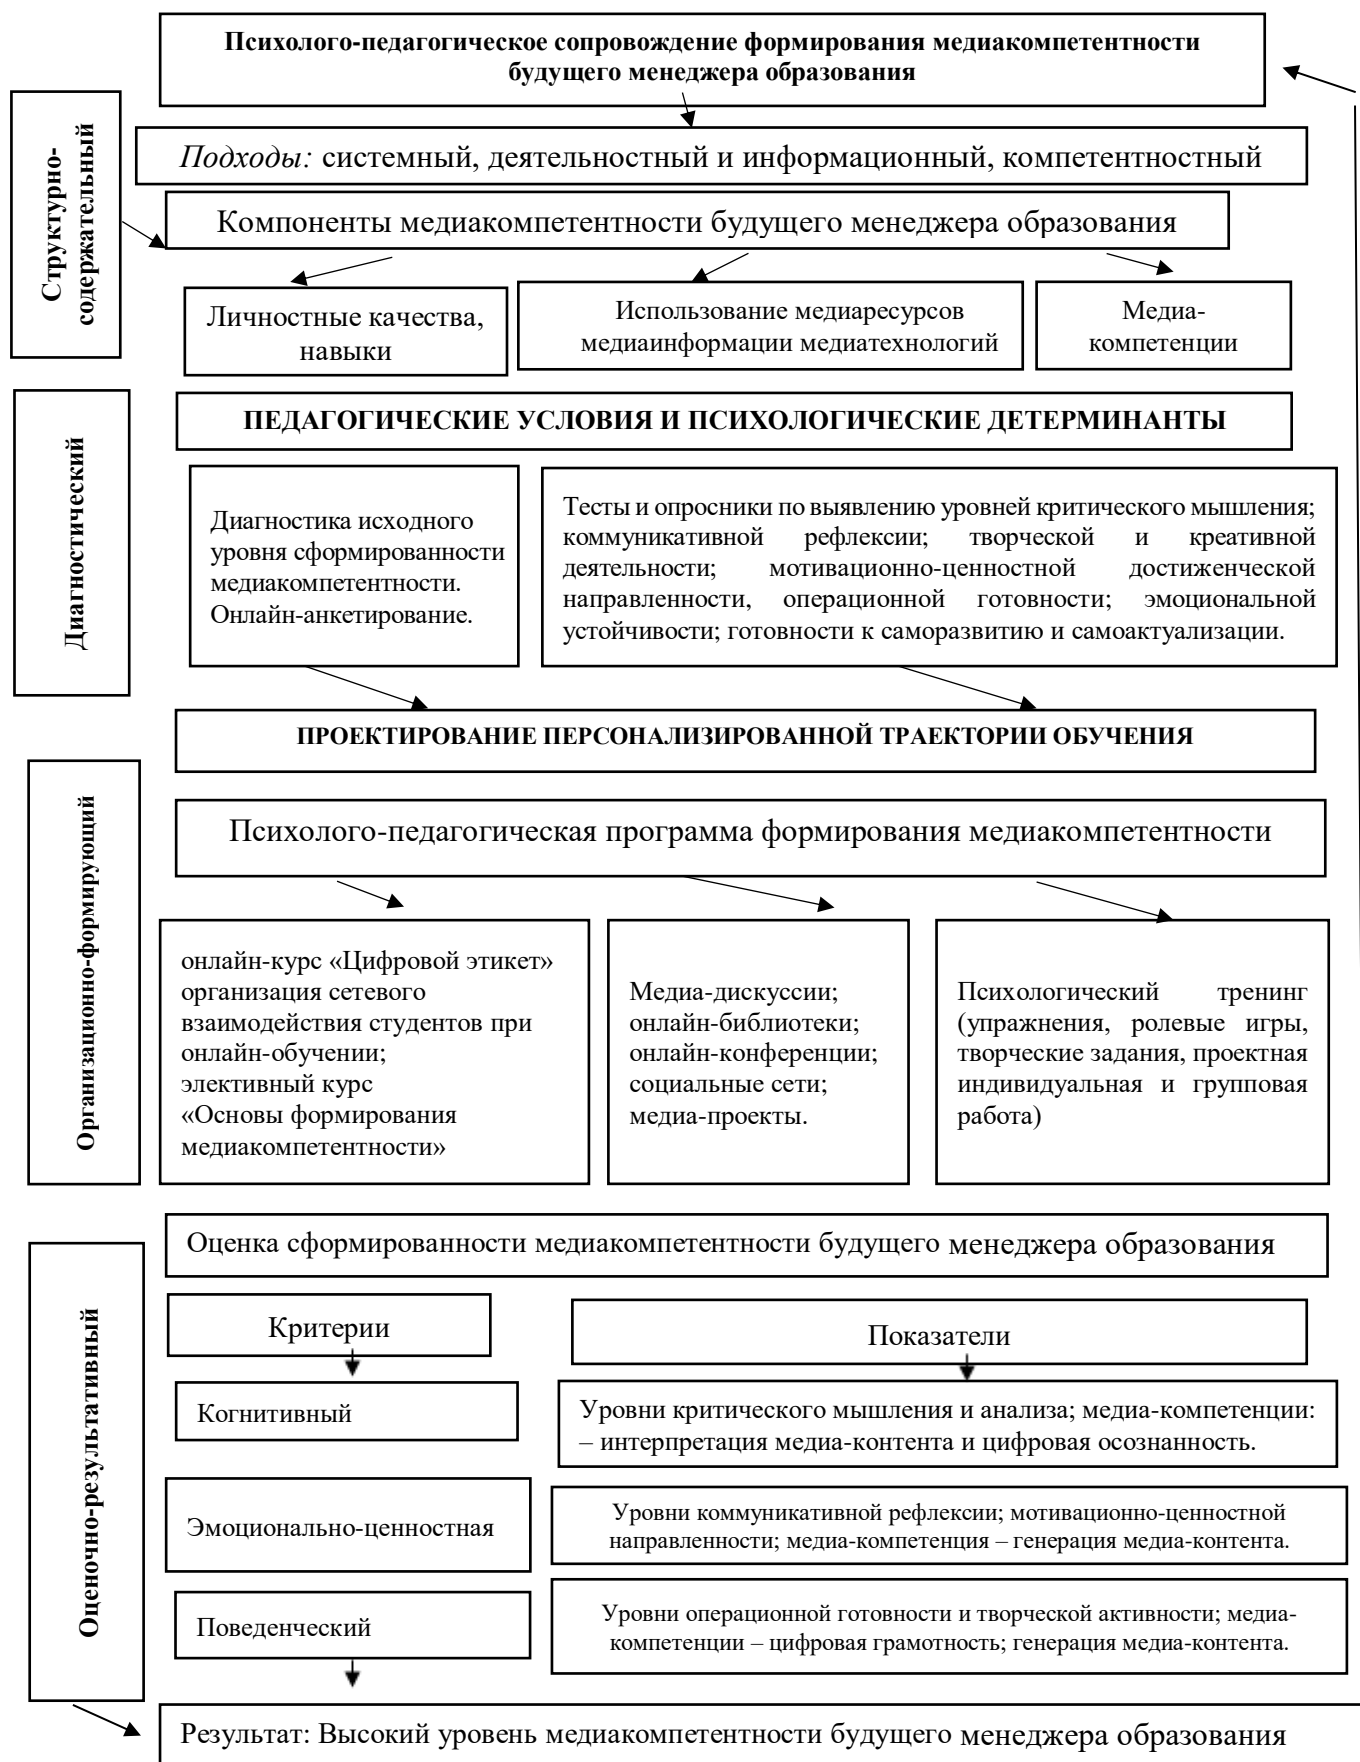 Психолого-педагогическое сопровождение формирования медиакомпетентности
будущего менеджера образования
Структурно-
содержательный
Подходы: системный, деятельностный и информационный, компетентностный
Компоненты медиакомпетентности будущего менеджера образования
Личностные качества,
навыки
Использование медиаресурсов
медиаинформации медиатехнологий
Медиа-
компетенции
Диагностический
ПЕДАГОГИЧЕСКИЕ УСЛОВИЯ И ПСИХОЛОГИЧЕСКИЕ ДЕТЕРМИНАНТЫ
Диагностика исходного
уровня сформированности
медиакомпетентности.
Онлайн-анкетирование.
Тесты и опросники по выявлению уровней критического мышления;
коммуникативной рефлексии; творческой и креативной
деятельности; мотивационно-ценностной достиженческой
направленности, операционной готовности; эмоциональной
устойчивости; готовности к саморазвитию и самоактуализации.
ПРОЕКТИРОВАНИЕ ПЕРСОНАЛИЗИРОВАННОЙ ТРАЕКТОРИИ ОБУЧЕНИЯ
Организационно-формирующий
Психолого-педагогическая программа формирования медиакомпетентности
онлайн-курс «Цифровой этикет»
организация сетевого
взаимодействия студентов при
онлайн-обучении;
элективный курс
«Основы формирования
медиакомпетентности»
Медиа-дискуссии;
онлайн-библиотеки;
онлайн-конференции;
социальные сети;
медиа-проекты.
Психологический тренинг
(упражнения, ролевые игры,
творческие задания, проектная
индивидуальная и групповая
работа)
Оценочно-результативный
Оценка сформированности медиакомпетентности будущего менеджера образования
Критерии
Показатели
Когнитивный
Уровни критического мышления и анализа; медиа-компетенции:
– интерпретация медиа-контента и цифровая осознанность.
Эмоционально-ценностная
Уровни коммуникативной рефлексии; мотивационно-ценностной
направленности; медиа-компетенция – генерация медиа-контента.
Поведенческий
Уровни операционной готовности и творческой активности; медиа-
компетенции – цифровая грамотность; генерация медиа-контента.
Результат: Высокий уровень медиакомпетентности будущего менеджера образования